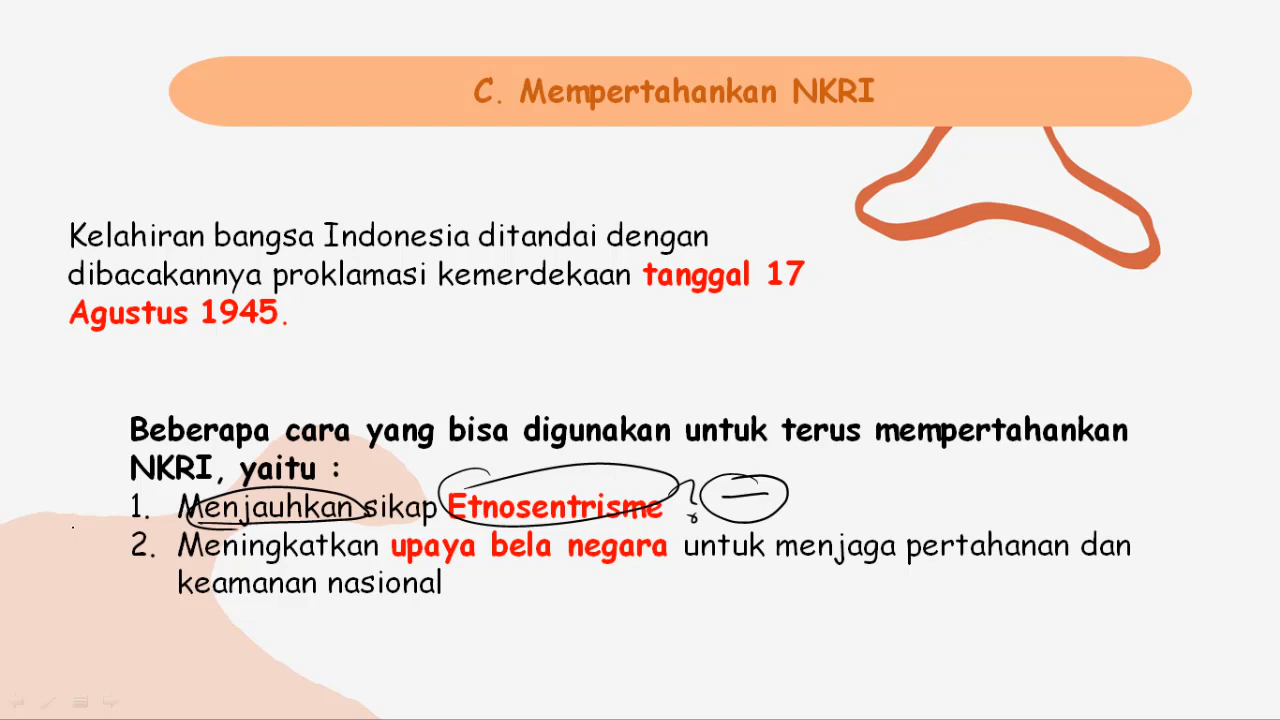 C. Mempertahankan NKRI
Kelahiran bangsa Indonesia ditandai dengan
dibacakannya proklamasi kemerdekaan tanggal 17
Agustus 1945.
Beberapa cara yang bisa digunakan untuk terus mempertahankan
NKRI, yaitu :
1. Menjauhkan sikap Etnosentrisme
2. Meningkatkan upaya bela negara untuk menjaga pertahanan dan
keamanan nasional